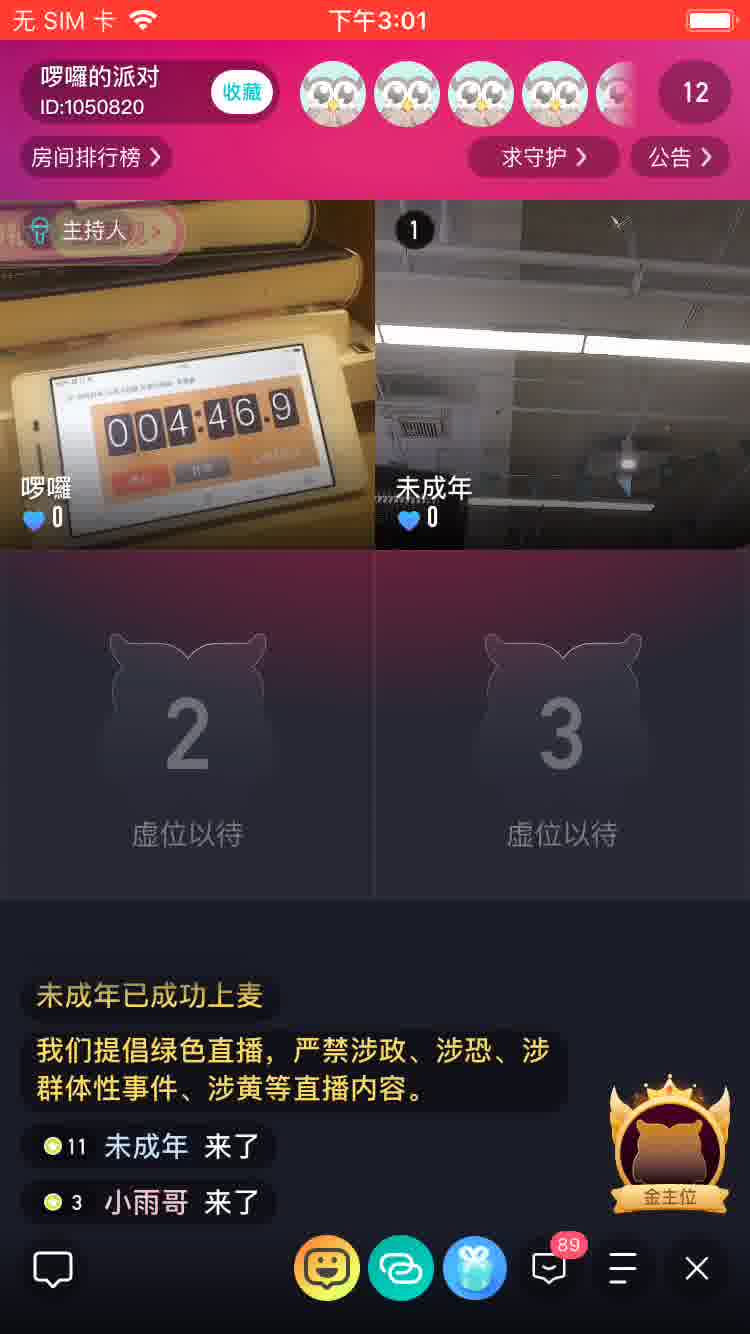 无 SIM 卡
下午3:01
啰囉的派对
ID:1050820
收藏
12
房间排行榜
求守护
公告
主持人
1
004:46.9
啰囉
0
未成年
0
2
3
虚位以待
虚位以待
未成年已成功上麦
我们提倡绿色直播，严禁涉政、涉恐、涉
群体性事件、涉黄等直播内容。
11 未成年 来了
3 小雨哥 来了
金主位
89